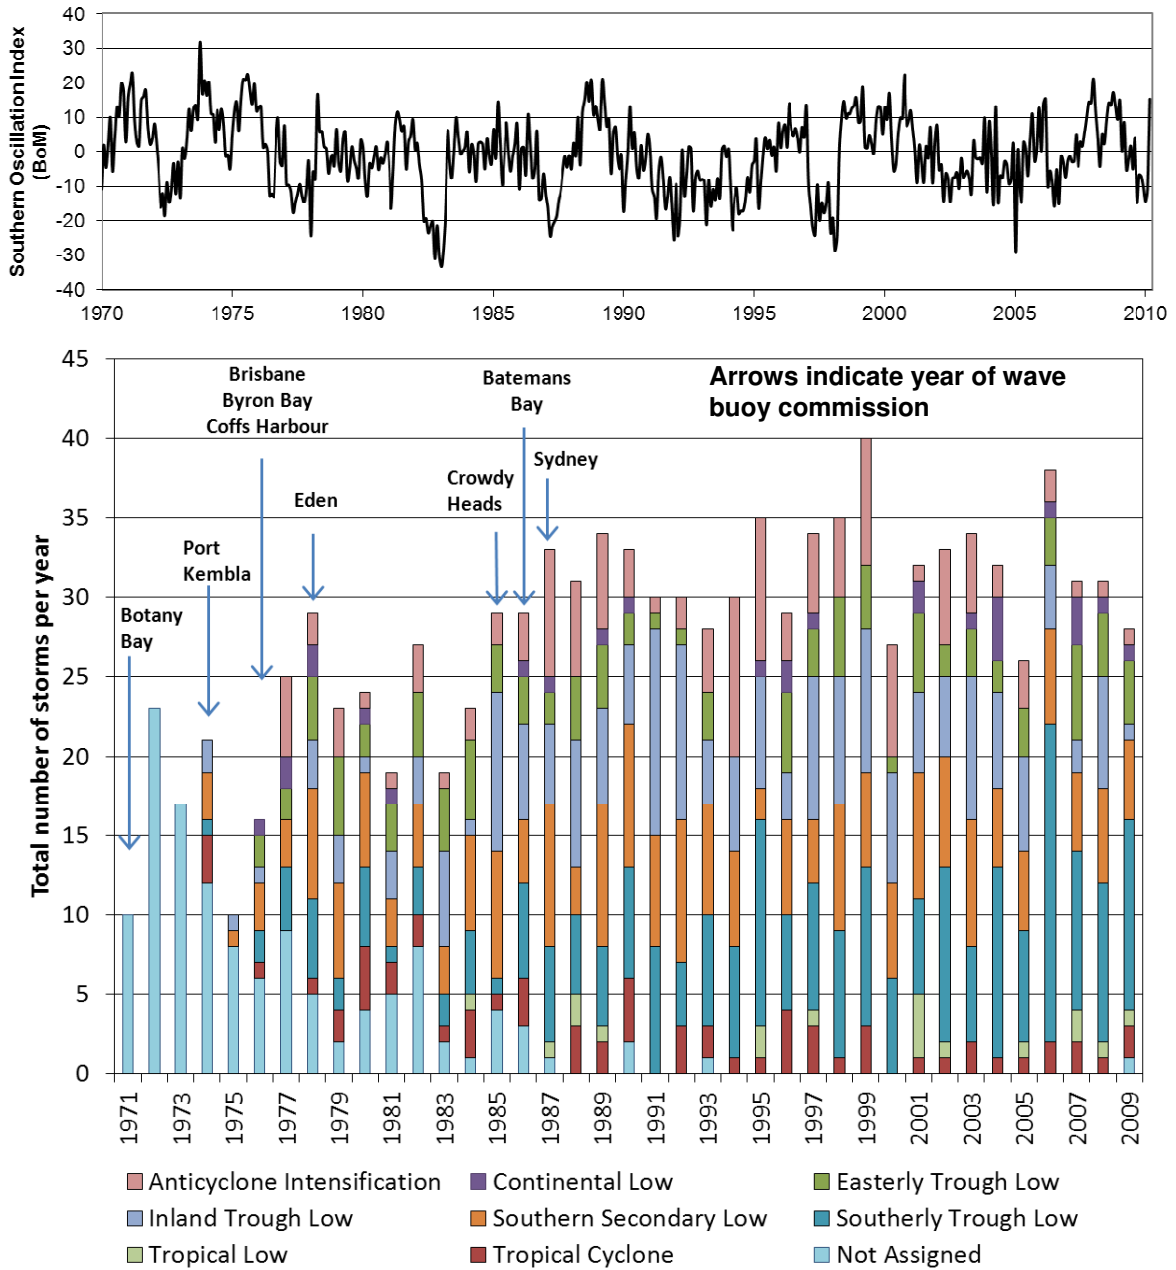 Southern Oscillation Index
(BoM)
40
30
20
10
0
-10
-20
-30
-40
1970 1975 1980 1985 1990 1995 2000 2005 2010
Total number of storms per year
45
40
35
30
25
20
15
10
5
0
Arrows indicate year of wave
buoy commission
Brisbane
Byron Bay
Coffs Harbour
Batemans
Bay
Sydney
Crowdy
Heads
Eden
Port
Kembla
Botany
Bay
1971 1973 1975 1977 1979 1981 1983 1985 1987 1989 1991 1993 1995 1997 1999 2001 2003 2005 2007 2009
Anticyclone Intensification Continental Low Easterly Trough Low
Inland Trough Low Southern Secondary Low Southerly Trough Low
Tropical Low Tropical Cyclone Not Assigned